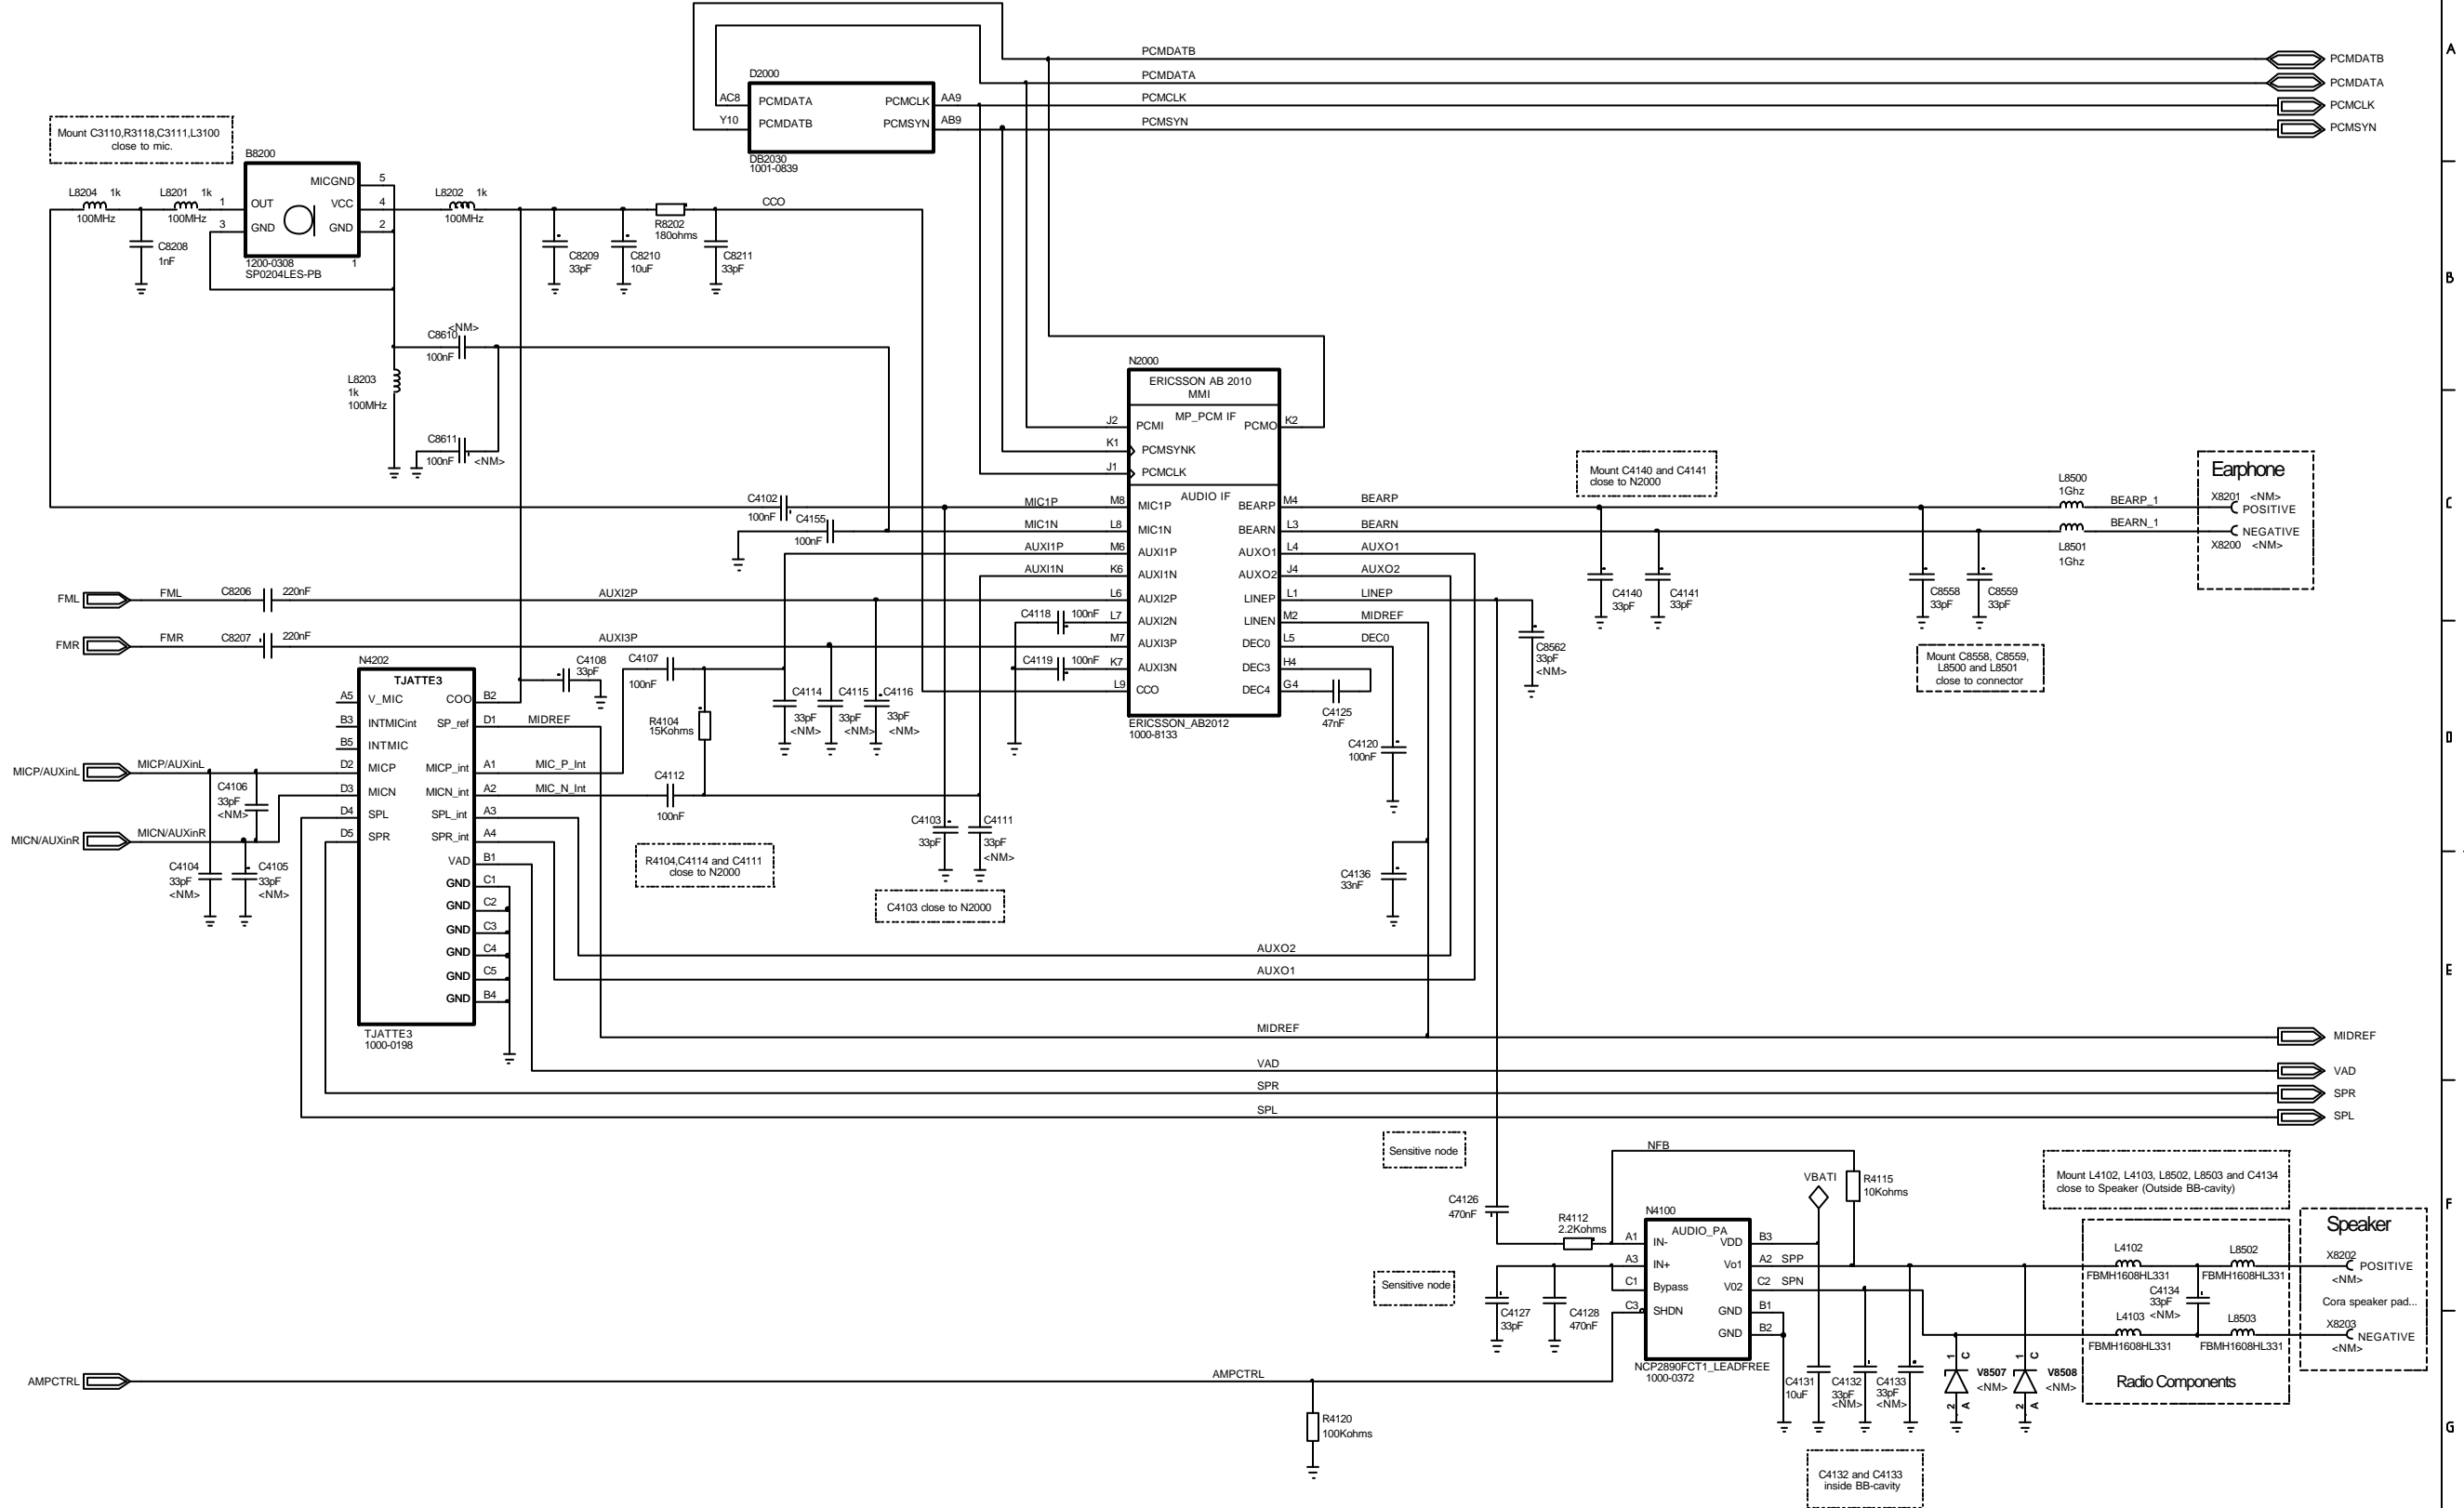 A
PCMDATB
PCMDATB
PCMDATA
PCMDATA
PCMCLK
PCMCLK
PCMSYN
PCMSYN
D2000
AC8
PCMDATA
PCMCLK
AA9
Y10
PCMDATB
PCMSYN
AB9
DB2030
1001-0839
Mount C3110,R3118,C3111,L3100
close to mic.
B8200
MICGND
5
OUT
1
VCC
4
3
GND
GND
2
1200-0308
1
SP0204LES-PB
L8204
1k
100MHz
L8201
1k
100MHz
C8208
1nF
L8202
1k
100MHz
C8209
33pF
C8210
10uF
R8202
180ohms
C8211
33pF
CCO
B
C8610
<NM>
100nF
L8203
1k
100MHz
C8611
100nF
<NM>
N2000
ERICSSON AB 2010
MMI
MP_PCM IF
J2
PCMI
PCMO
K2
K1
PCMSYNK
J1
PCMCLK
AUDIO IF
MIC1P
M8
MIC1P
BEARP
M4
BEARP
MIC1N
L8
MIC1N
BEARN
L3
BEARN
AUXI1P
M6
AUXI1P
AUXO1
L4
AUXO1
AUXI1N
K6
AUXI1N
AUXO2
J4
AUXO2
AUXI2P
L6
AUXI2P
LINEP
L1
LINEP
L7
AUXI2N
LINEN
M2
MIDREF
AUXI3P
M7
AUXI3P
DEC0
L5
DEC0
K7
AUXI3N
DEC3
H4
L9
CCO
DEC4
G4
ERICSSON_AB2012
1000-8133
C4102
100nF
C4155
100nF
C4118
100nF
C4119
100nF
C4125
47nF
C4120
100nF
C4136
33nF
Mount C4140 and C4141
close to N2000
C4140
33pF
C4141
33pF
C8558
33pF
C8559
33pF
C8562
33pF
<NM>
L8500
1Ghz
BEARP_1
L8501
1Ghz
BEARN_1
Earphone
X8201
<NM>
POSITIVE
NEGATIVE
X8200
<NM>
C
Mount C8558, C8559,
L8500 and L8501
close to connector
FML
FML
C8206
220nF
FMR
FMR
C8207
220nF
N4202
TJATTE3
A5
V_MIC
COO
B2
B3
INTMICint
SP_ref
D1
MIDREF
B5
INTMIC
D2
MICP
MICP_int
A1
MIC_P_Int
D3
MICN
MICN_int
A2
MIC_N_Int
D4
SPL
SPL_int
A3
D5
SPR
SPR_int
A4
VAD
B1
GND
C1
GND
C2
GND
C3
GND
C4
GND
C5
GND
B4
TJATTE3
1000-0198
MICP/AUXinL
MICP/AUXinL
MICN/AUXinR
MICN/AUXinR
C4106
33pF
<NM>
C4104
33pF
<NM>
C4105
33pF
<NM>
C4108
33pF
C4107
100nF
R4104
15Kohms
C4112
100nF
C4114
33pF
<NM>
C4115
33pF
<NM>
C4116
33pF
<NM>
R4104,C4114 and C4111
close to N2000
C4103
33pF
C4111
33pF
<NM>
C4103 close to N2000
D
AUXO2
AUXO1
E
MIDREF
MIDREF
VAD
VAD
SPR
SPR
SPL
SPL
Sensitive node
NFB
VBATI
R4115
10Kohms
C4126
470nF
R4112
2.2Kohms
N4100
AUDIO_PA
A1
IN-
VDD
B3
A3
IN+
Vo1
A2
SPP
C1
Bypass
V02
C2
SPN
C3
SHDN
GND
B1
GND
B2
NCP2890FCT1_LEADFREE
1000-0372
Sensitive node
C4127
33pF
C4128
470nF
Mount L4102, L4103, L8502, L8503 and C4134
close to Speaker (Outside BB-cavity)
F
L4102
FBMH1608HL331
L8502
FBMH1608HL331
C4134
33pF
<NM>
L4103
FBMH1608HL331
L8503
FBMH1608HL331
Radio Components
Speaker
X8202
POSITIVE
<NM>
Cora speaker pad...
X8203
NEGATIVE
<NM>
AMPCTRL
AMPCTRL
R4120
100Kohms
C4131
10uF
C4132
33pF
<NM>
C4133
33pF
<NM>
1
C
V8507
<NM>
2
A
1
C
V8508
<NM>
2
A
C4132 and C4133
inside BB-cavity
G